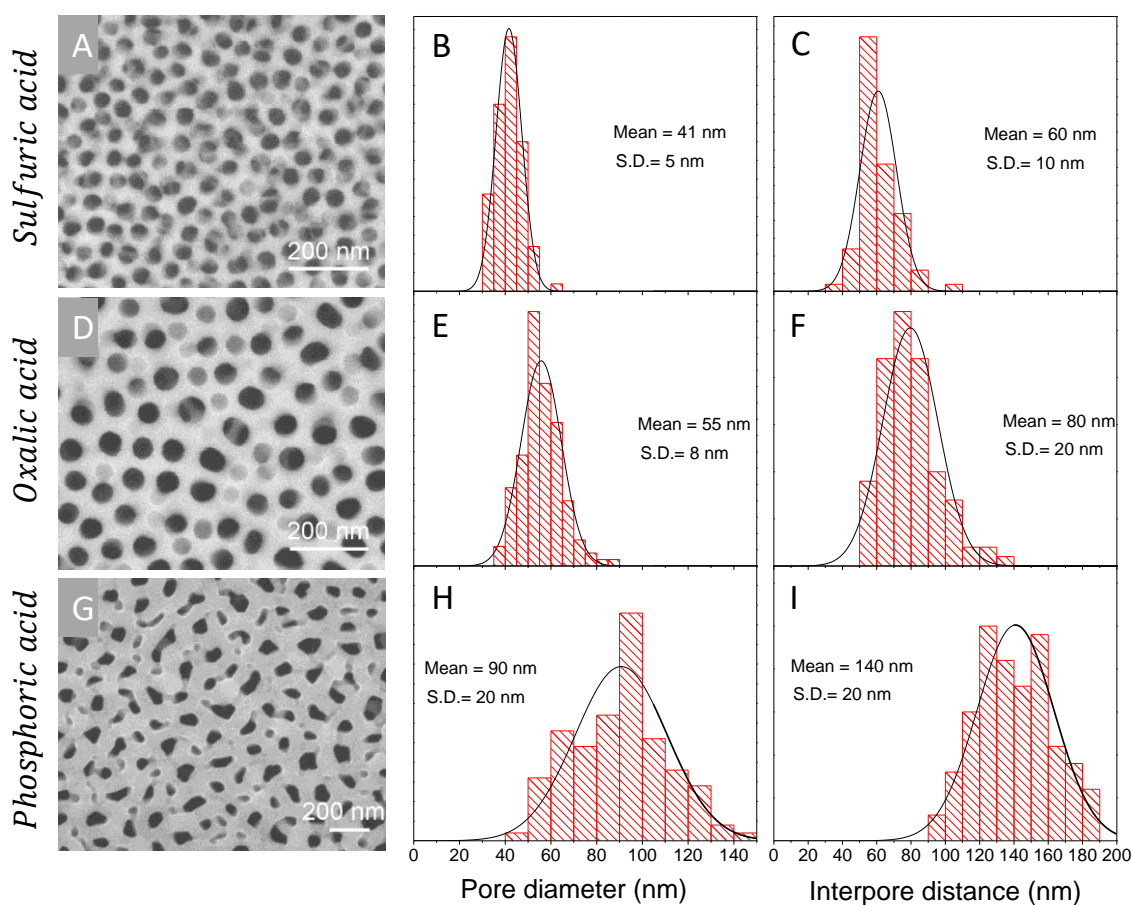 Sulfuric acid
A
200 nm
B
Mean = 41 nm
S.D.= 5 nm
C
Mean = 60 nm
S.D.= 10 nm
Oxalic acid
D
200 nm
E
Mean = 55 nm
S.D.= 8 nm
F
Mean = 80 nm
S.D.= 20 nm
Phosphoric acid
G
200 nm
H
Mean = 90 nm
S.D.= 20 nm
I
Mean = 140 nm
S.D.= 20 nm
0 20 40 60 80 100 120 140
0 20 40 60 80 100 120 140 160 180 200
Pore diameter (nm)
Interpore distance (nm)